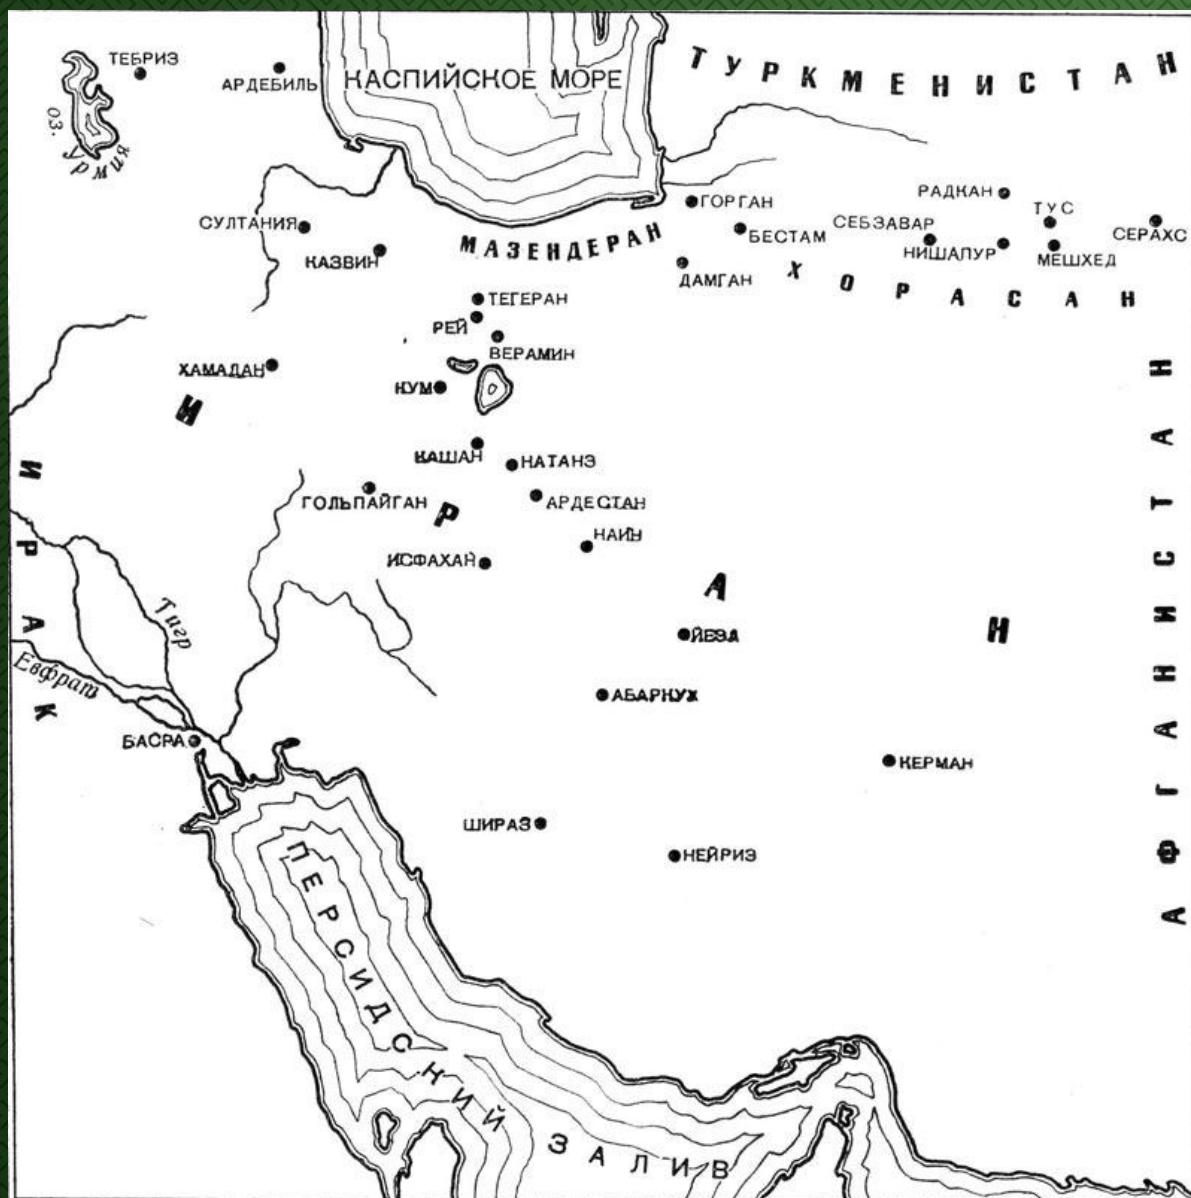 ТЕБРИЗ
АРДЕБИЛЬ
КАСПИЙСКОЕ МОРЕ
ТУРКМЕНИСТАН
оз. Урмия
РАДКАН
ГОРГАН
ТУС
СУЛТАНИЯ
СЕБЗАВАР
СЕРАХС
БЕСТАМ
МАЗЕНДЕРАН
НИШАПУР
МЕШХЕД
КАЗВИН
ДАМГАН
ХОРАСАН
ТЕГЕРАН
РЕЙ
ВЕРАМИН
ХАМАДАН
КУМ
ИРАН
КАШАН
НАТАНЗ
ГОЛЬПАЙГАН
АРДЕСТАН
НАИН
ИСФАХАН
ИРАК
Тигр
ЙЕЗД
Евфрат
АБАРКУХ
БАСРА
КЕРМАН
ШИРАЗ
НЕЙРИЗ
АФГАНИСТАН
ПЕРСИДСКИЙ ЗАЛИВ